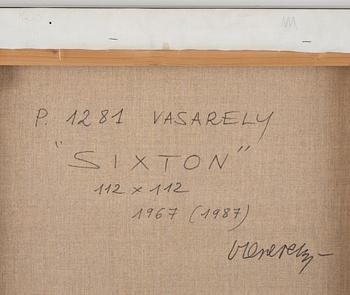 P. 1281 VASARELY
"SIXTON"
112 x 112
1967 (1987)
Vasarely